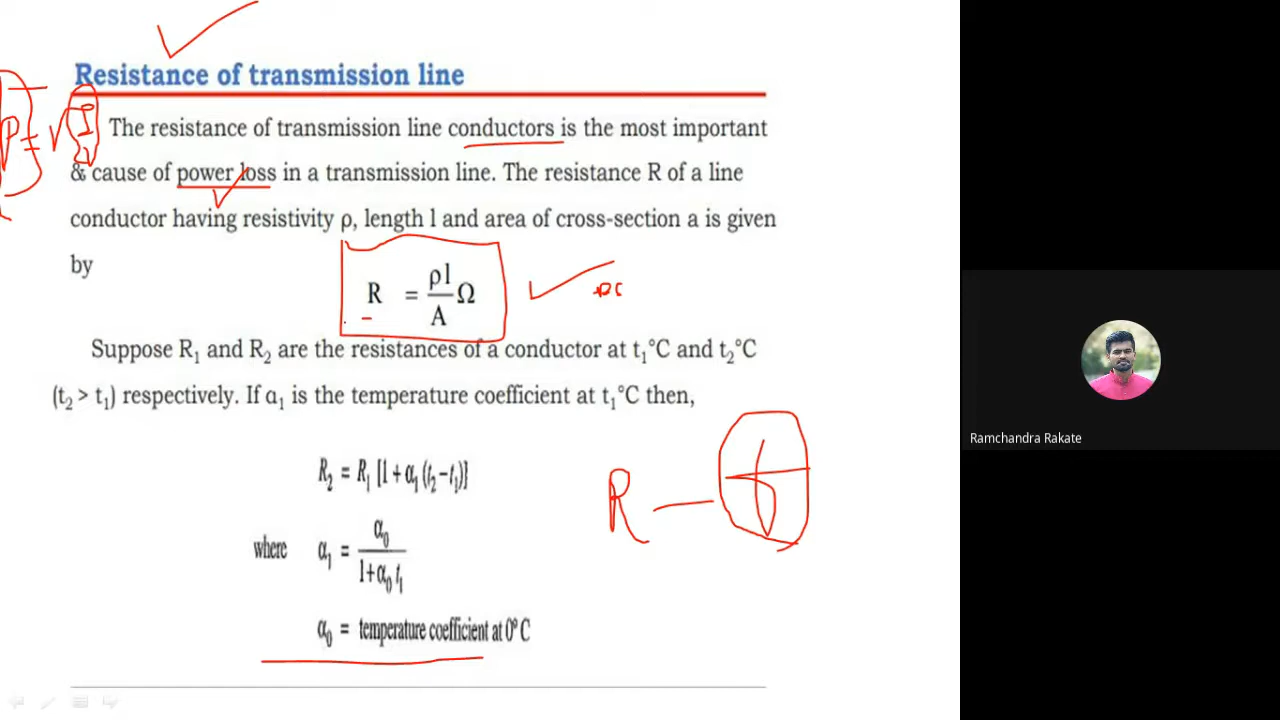 Resistance of transmission line
The resistance of transmission line conductors is the most important
& cause of power loss in a transmission line. The resistance R of a line
conductor having resistivity ρ, length l and area of cross-section a is given
by
R = ρl/A Ω
Suppose R₁ and R₂ are the resistances of a conductor at t₁°C and t₂°C
(t₂ > t₁) respectively. If α₁ is the temperature coefficient at t₁°C then,
R₂ = R₁ [1 + α₁ (t₂ – t₁)]
where α₁ = α₀/1+α₀t₁
α₀ = temperature coefficient at 0°C
R –
Ramchandra Rakate